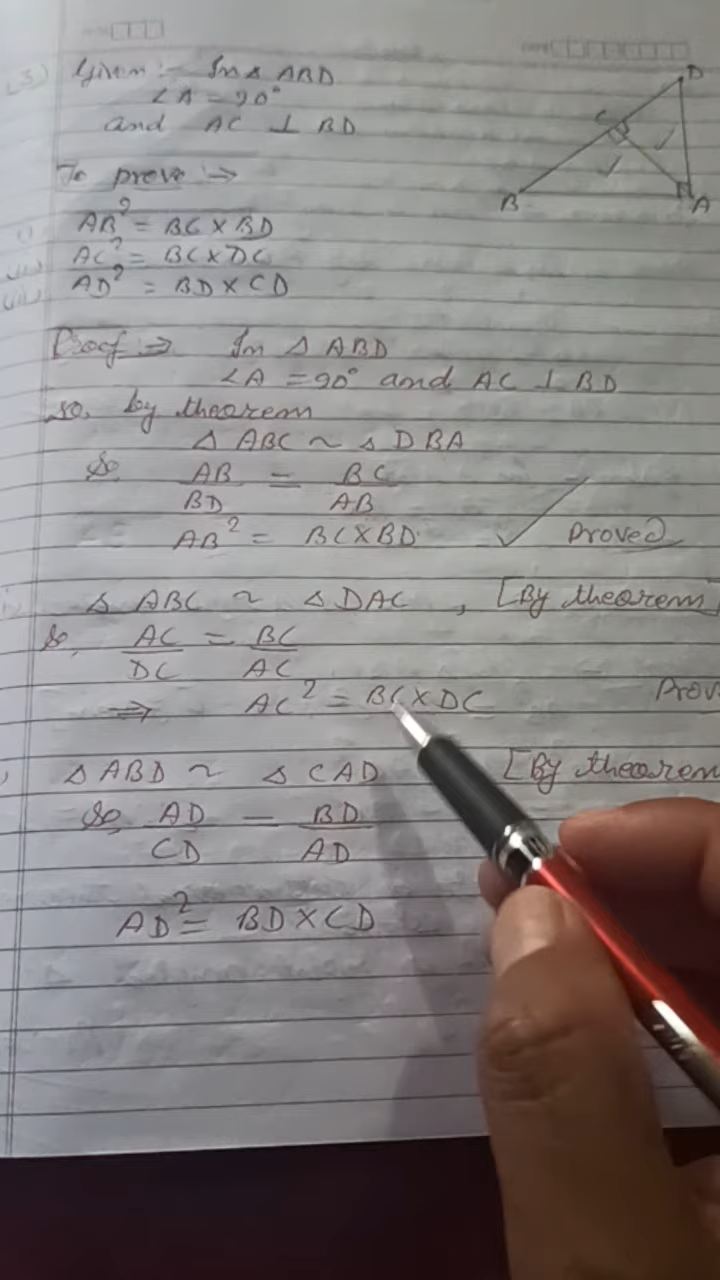 (3) Given :- In △ ABD
∠A = 90°
and AC ⊥ BD
D
C
B
A
To prove :→
i) AB² = BC × BD
AC² = BC × DC
AD² = BD × CD
Proof ⇒ In △ ABD
∠A = 90° and AC ⊥ BD
so, by theorem
△ ABC ~ △ DBA
So AB/BD = BC/AB
AB² = BC×BD Proved
△ ABC ~ △ DAC , [By theorem]
So, AC/DC = BC/AC
⇒ AC² = BC×DC Prov
△ ABD ~ △ CAD [By theorem
So, AD/CD – BD/AD
AD² = BD×CD